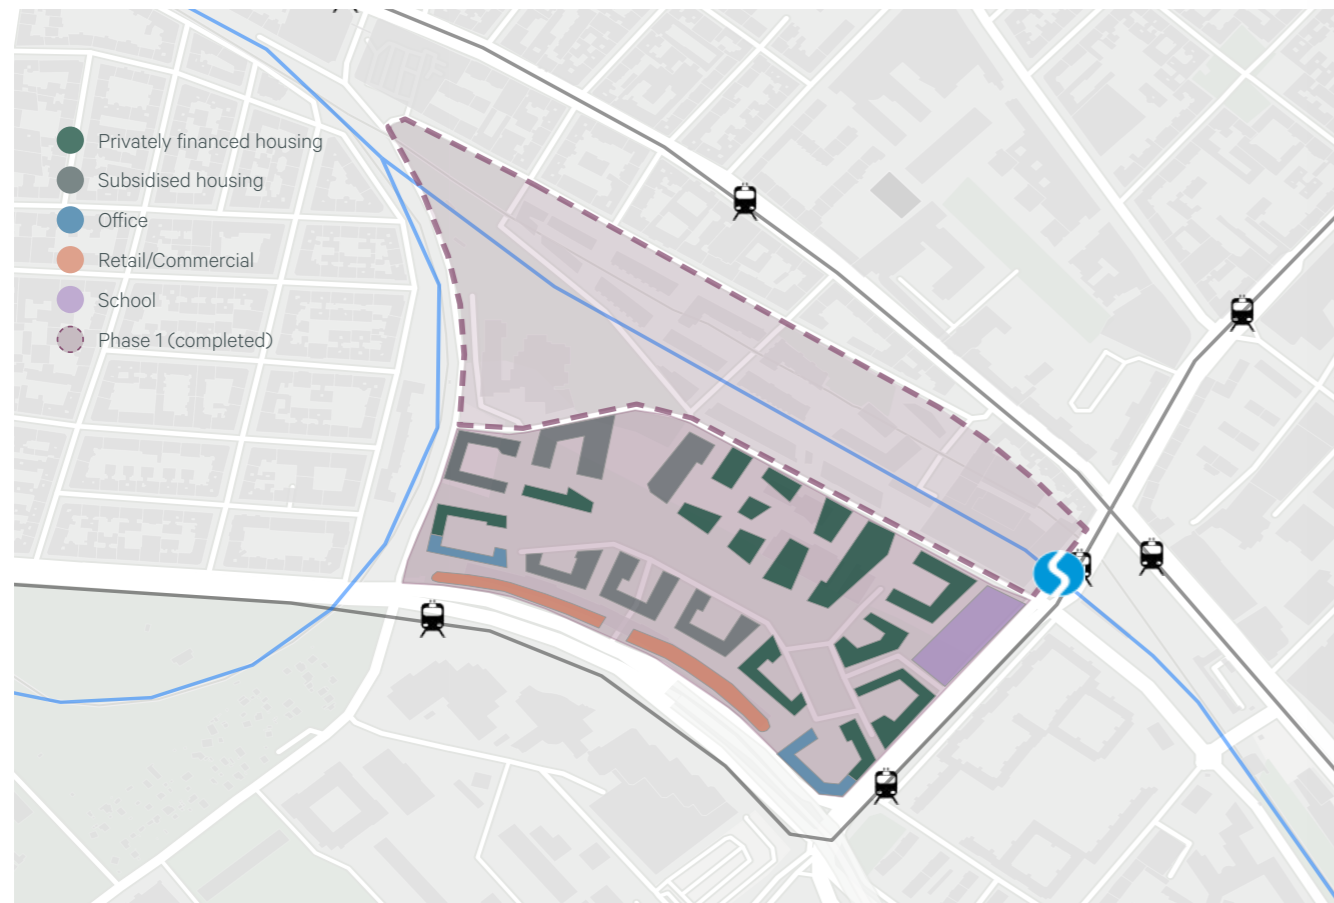 Privately financed housing
Subsidised housing
Office
Retail/Commercial
School
Phase 1 (completed)